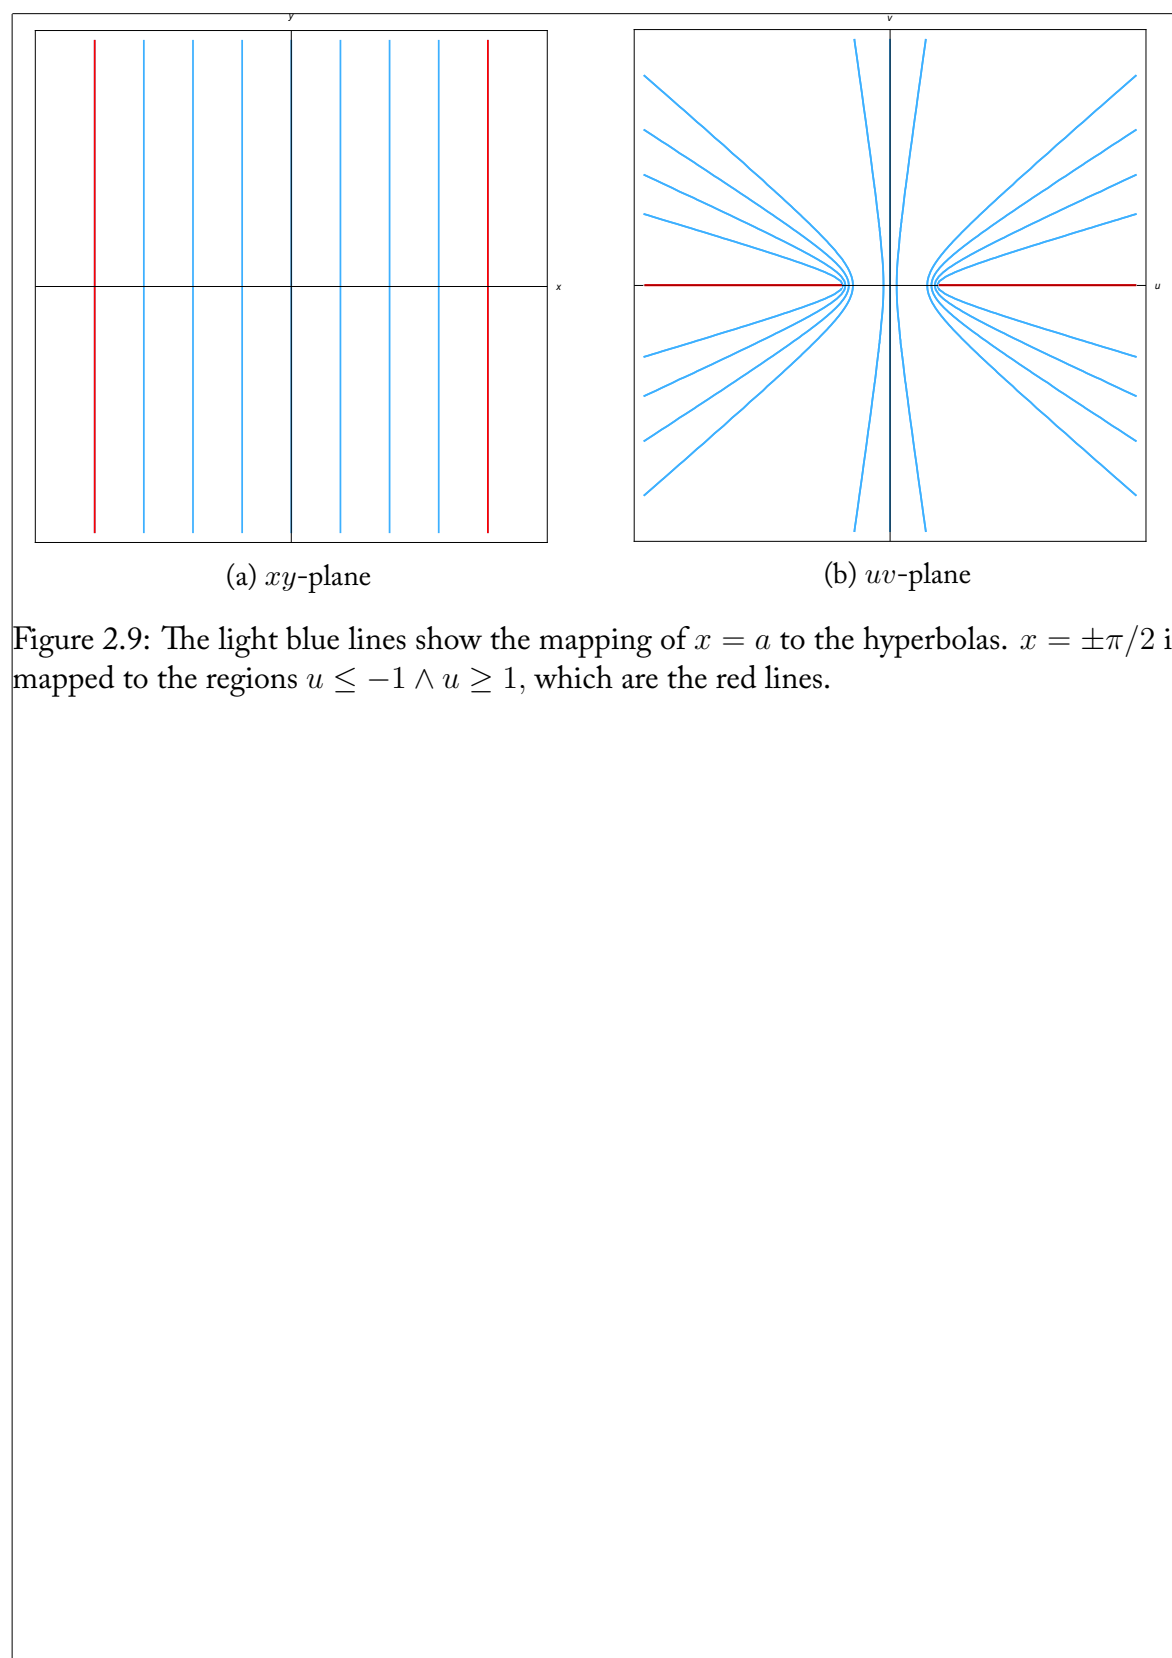 y
v
x
u
(a) xy-plane
(b) uv-plane
Figure 2.9: The light blue lines show the mapping of x = a to the hyperbolas. x = ±π/2 i
mapped to the regions u ≤ −1 ∧ u ≥ 1, which are the red lines.